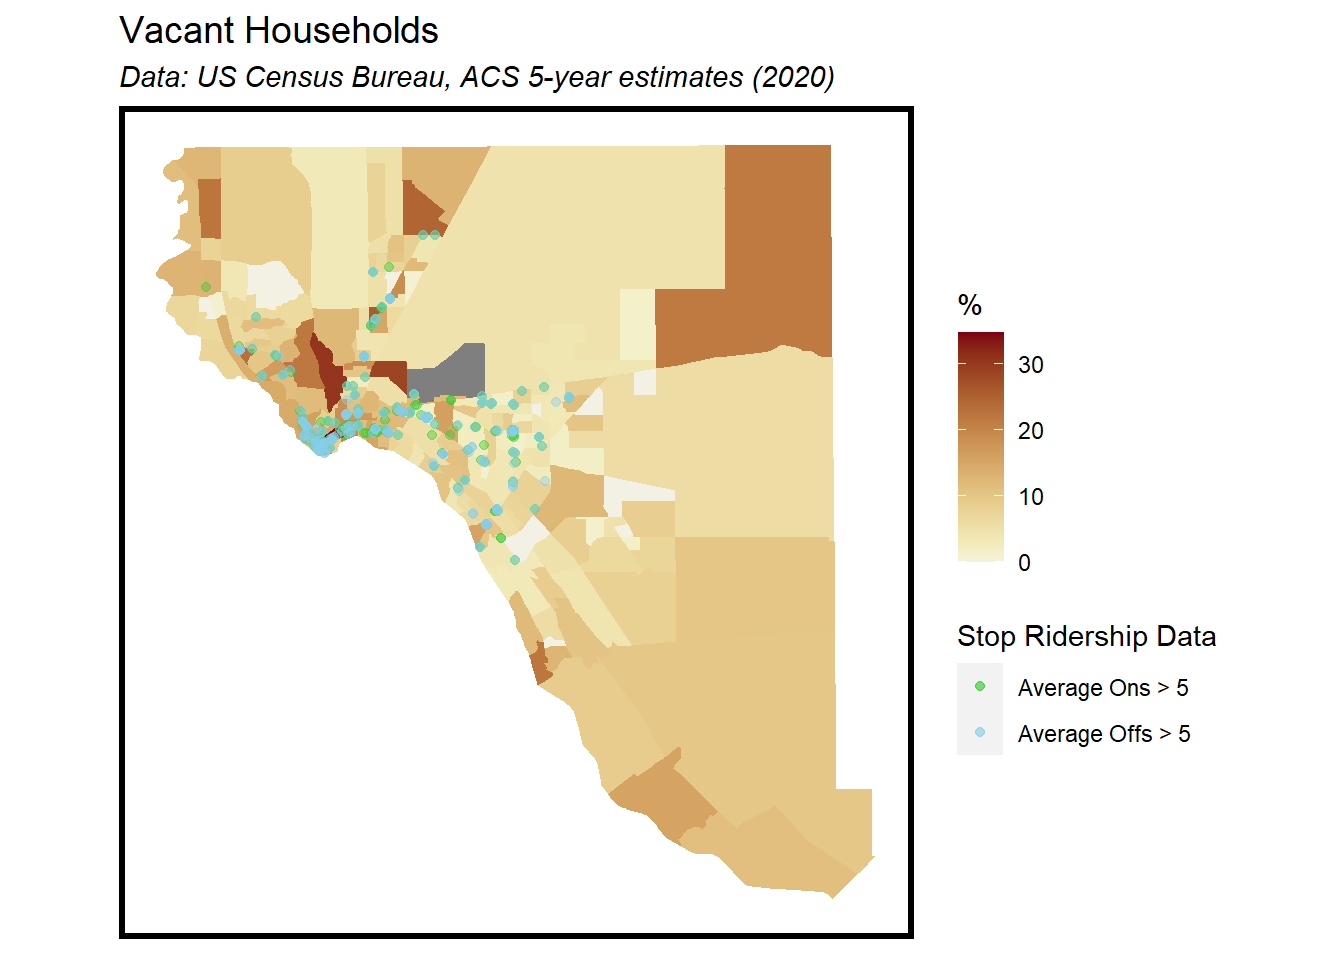 Vacant Households
Data: US Census Bureau, ACS 5-year estimates (2020)
%
30
20
10
0
Stop Ridership Data
Average Ons > 5
Average Offs > 5